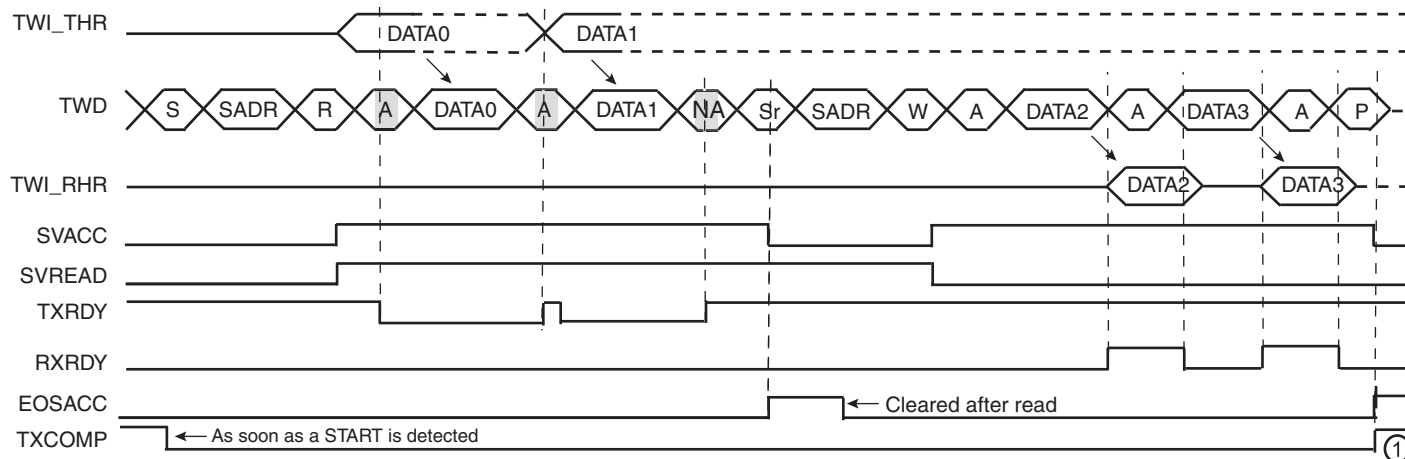 TWI_THR DATA0 DATA1
TWD S SADR R A DATA0 A DATA1 NA Sr SADR W A DATA2 A DATA3 A P
TWI_RHR DATA2 DATA3
SVACC
SVREAD
TXRDY
RXRDY
EOSACC Cleared after read
TXCOMP As soon as a START is detected 1